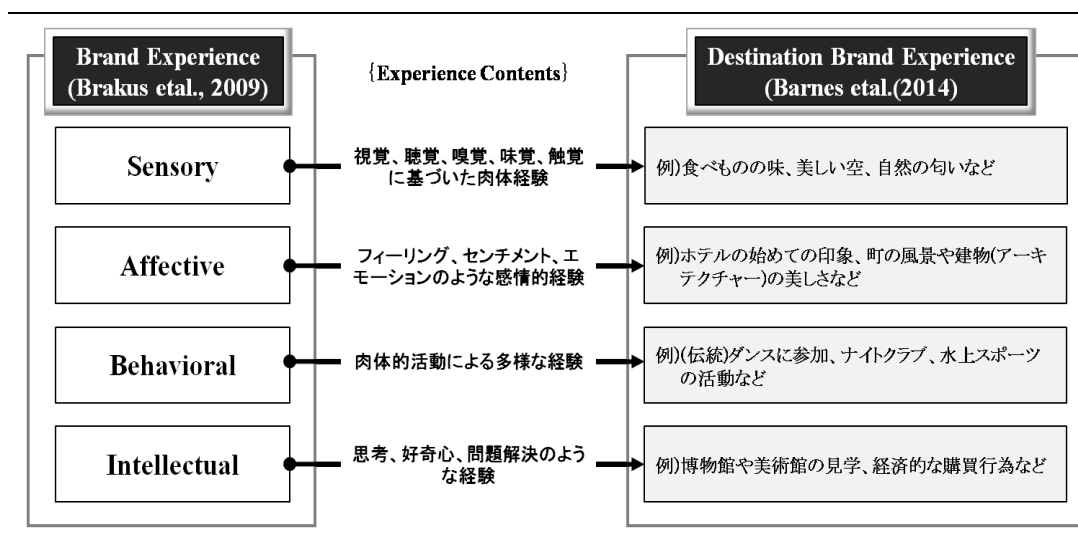 Brand Experience
(Brakus etal., 2009)
{Experience Contents}
Destination Brand Experience
(Barnes etal.(2014)
Sensory
視覚、聴覚、嗅覚、味覚、触覚
に基づいた肉体経験
例)食べものの味、美しい空、自然の匂いなど
Affective
フィーリング、センチメント、エ
モーションのような感情的経験
例)ホテルの始めての印象、町の風景や建物(アーキ
テクチャー)の美しさなど
Behavioral
肉体的活動による多様な経験
例)(伝統)ダンスに参加、ナイトクラブ、水上スポーツ
の活動など
Intellectual
思考、好奇心、問題解決のよう
な経験
例)博物館や美術館の見学、経済的な購買行為など